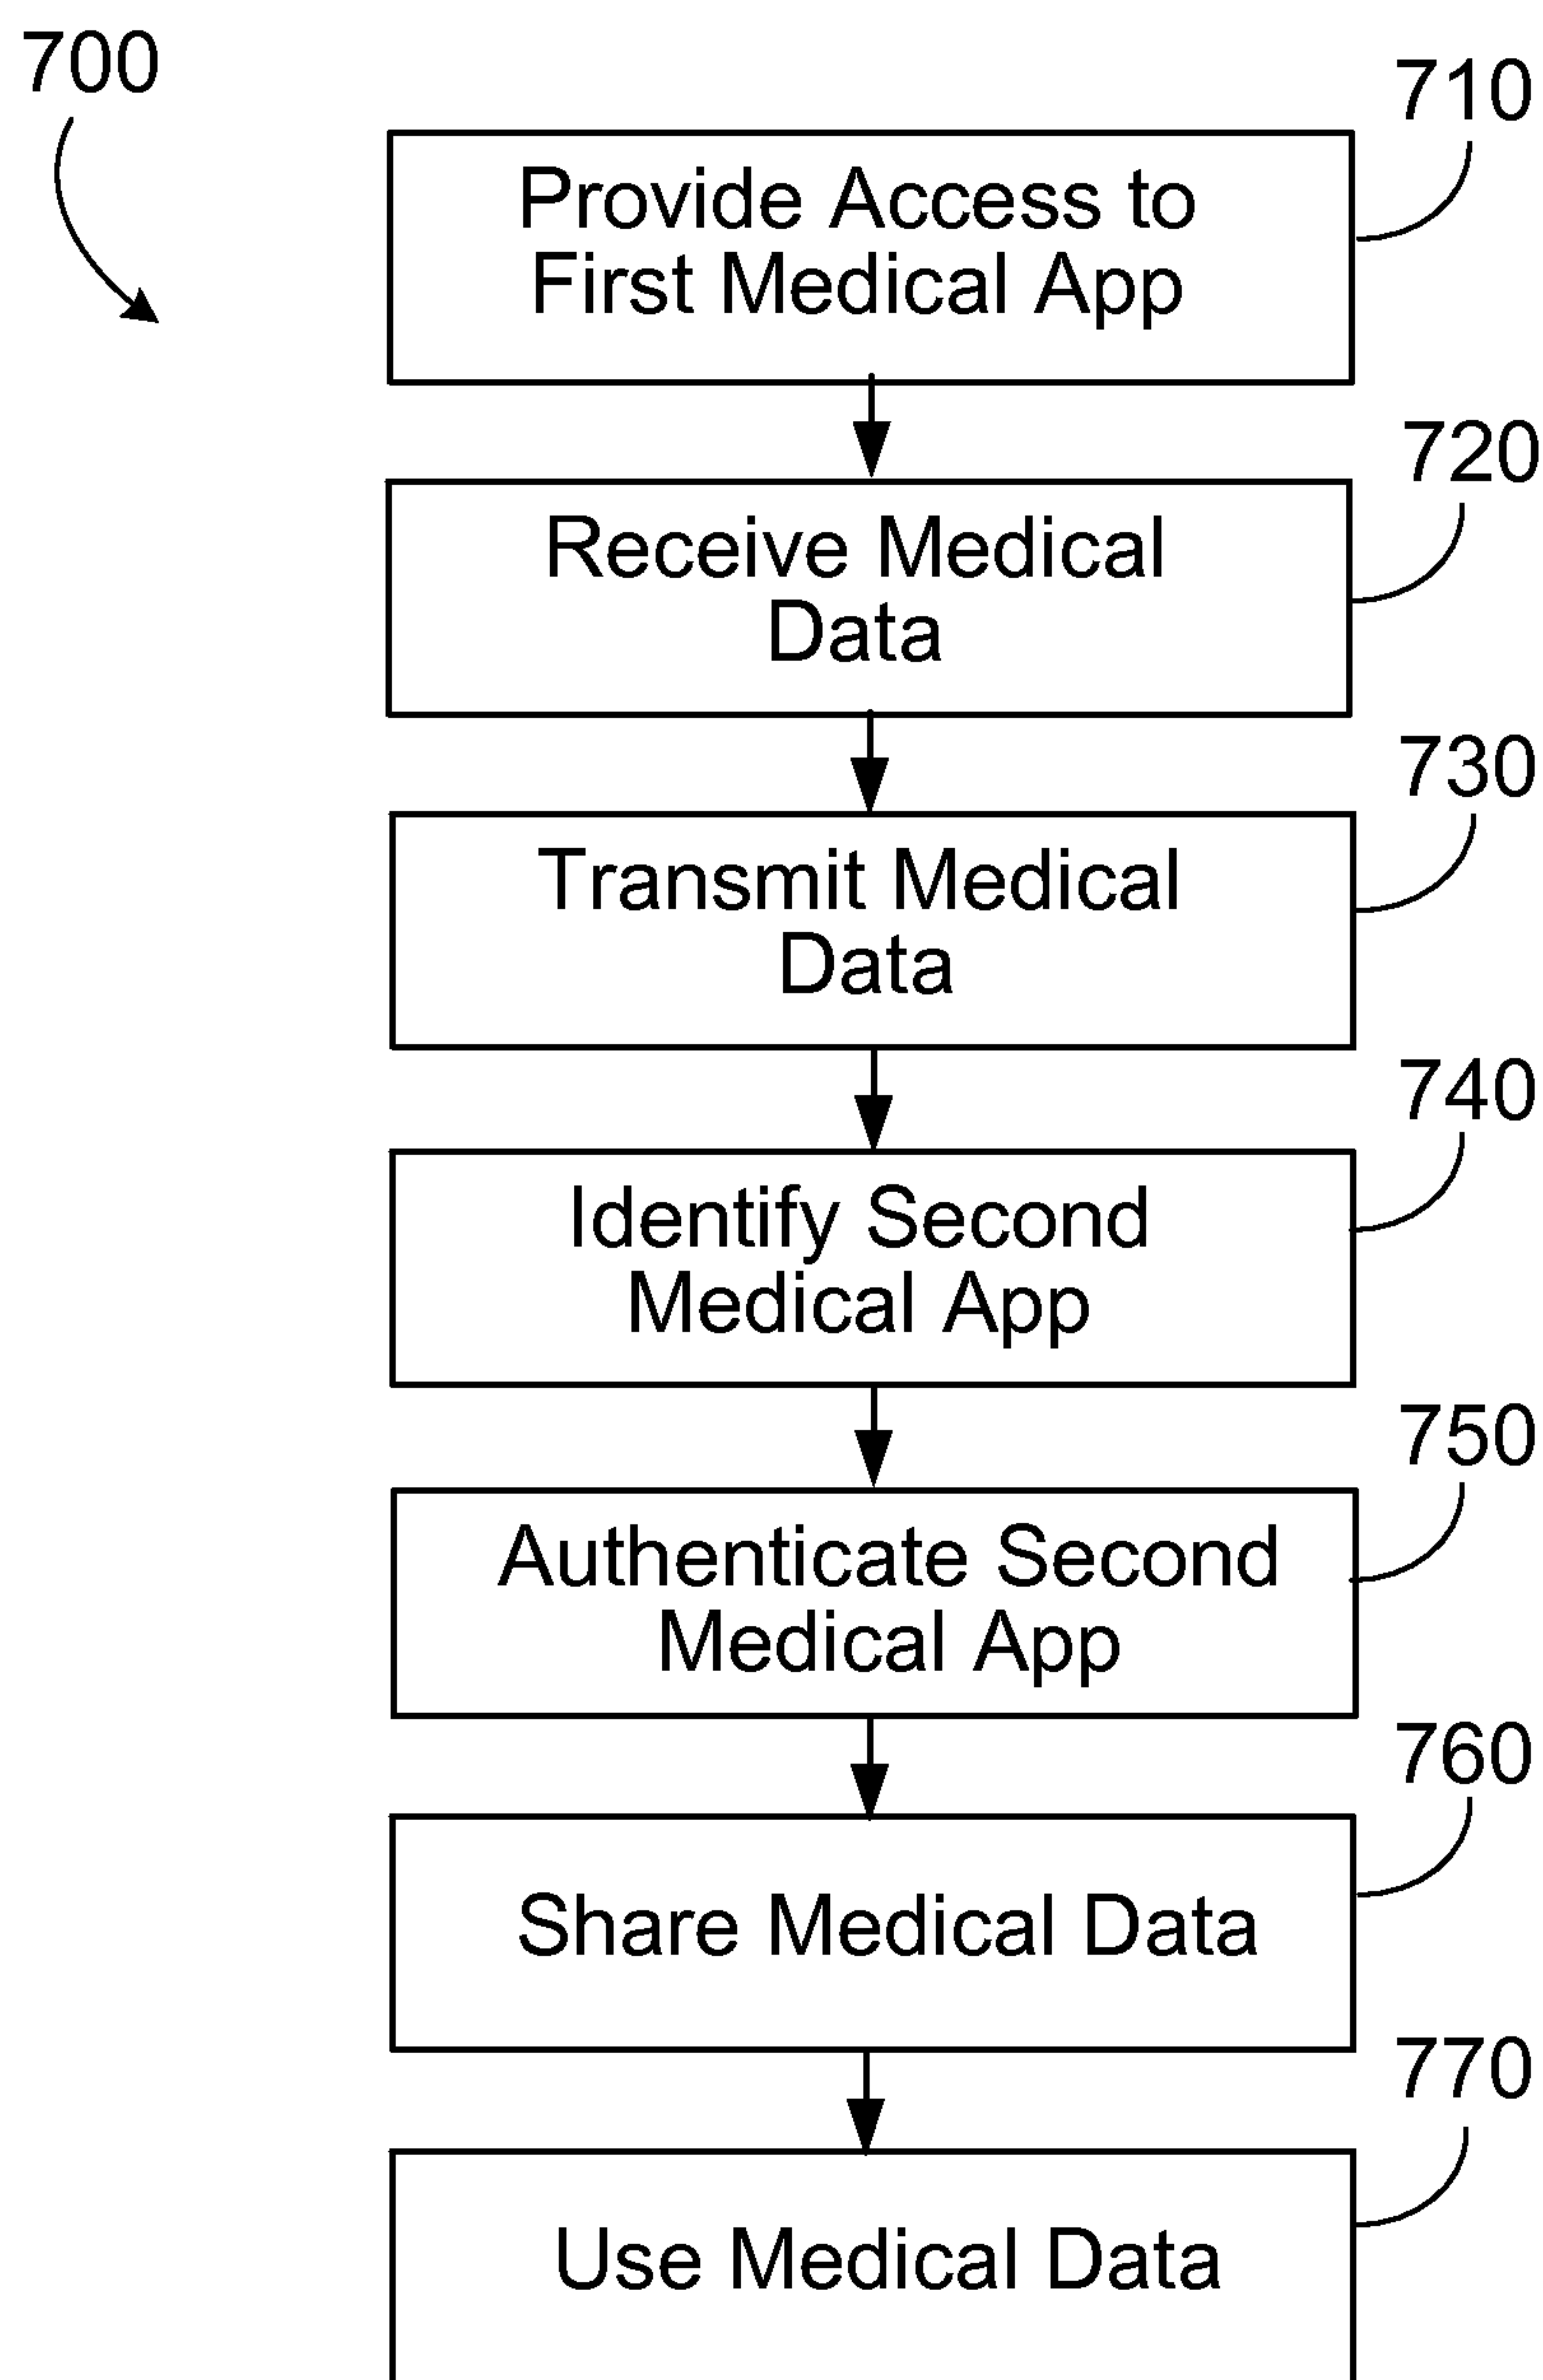 700
710
Provide Access to
First Medical App
720
Receive Medical
Data
730
Transmit Medical
Data
740
Identify Second
Medical App
750
Authenticate Second
Medical App
760
Share Medical Data
770
Use Medical Data